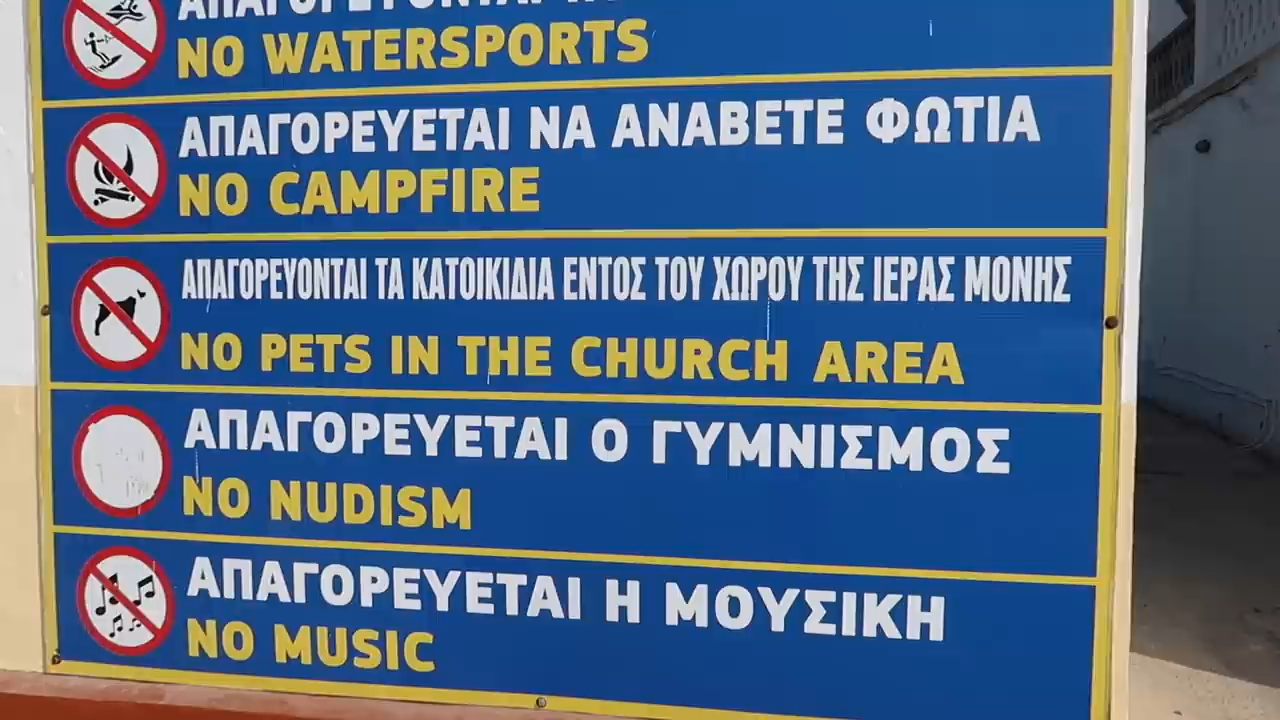 ΑΠΑΓΟΡΕΥΟΝΤΑΙ
NO WATERSPORTS
ΑΠΑΓΟΡΕΥΕΤΑΙ ΝΑ ΑΝΑΒΕΤΕ ΦΩΤΙΑ
NO CAMPFIRE
ΑΠΑΓΟΡΕΥΟΝΤΑΙ ΤΑ ΚΑΤΟΙΚΙΔΙΑ ΕΝΤΟΣ ΤΟΥ ΧΩΡΟΥ ΤΗΣ ΙΕΡΑΣ ΜΟΝΗΣ
NO PETS IN THE CHURCH AREA
ΑΠΑΓΟΡΕΥΕΤΑΙ Ο ΓΥΜΝΙΣΜΟΣ
NO NUDISM
ΑΠΑΓΟΡΕΥΕΤΑΙ Η ΜΟΥΣΙΚΗ
NO MUSIC